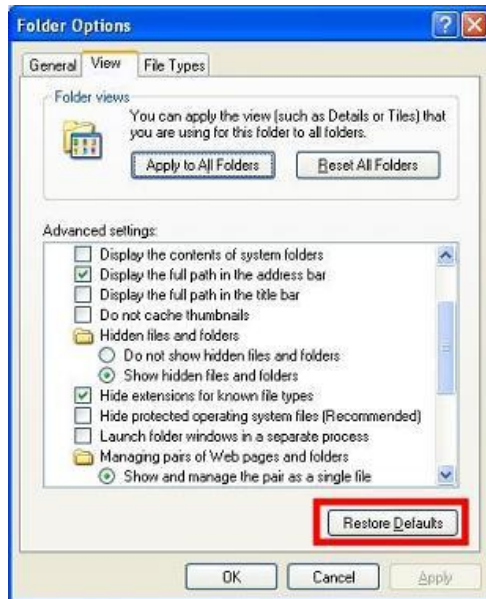 Folder Options
General View File Types
Folder views
You can apply the view (such as Details or Tiles) that
you are using for this folder to all folders.
Apply to All Folders Reset All Folders
Advanced settings:
Display the contents of system folders
Display the full path in the address bar
Display the full path in the title bar
Do not cache thumbnails
Hidden files and folders
Do not show hidden files and folders
Show hidden files and folders
Hide extensions for known file types
Hide protected operating system files (Recommended)
Launch folder windows in a separate process
Managing pairs of Web pages and folders
Show and manage the pair as a single file
Restore Defaults
OK Cancel Apply